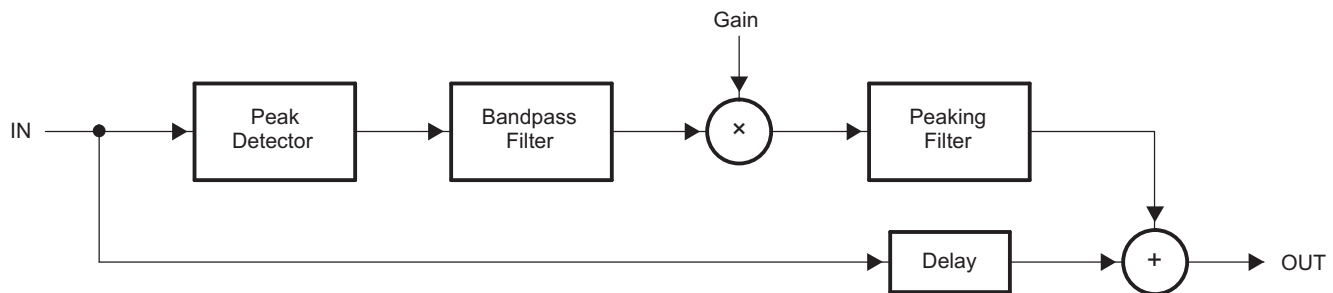 Gain
IN
Peak
Detector
Bandpass
Filter
×
Peaking
Filter
Delay
+
OUT